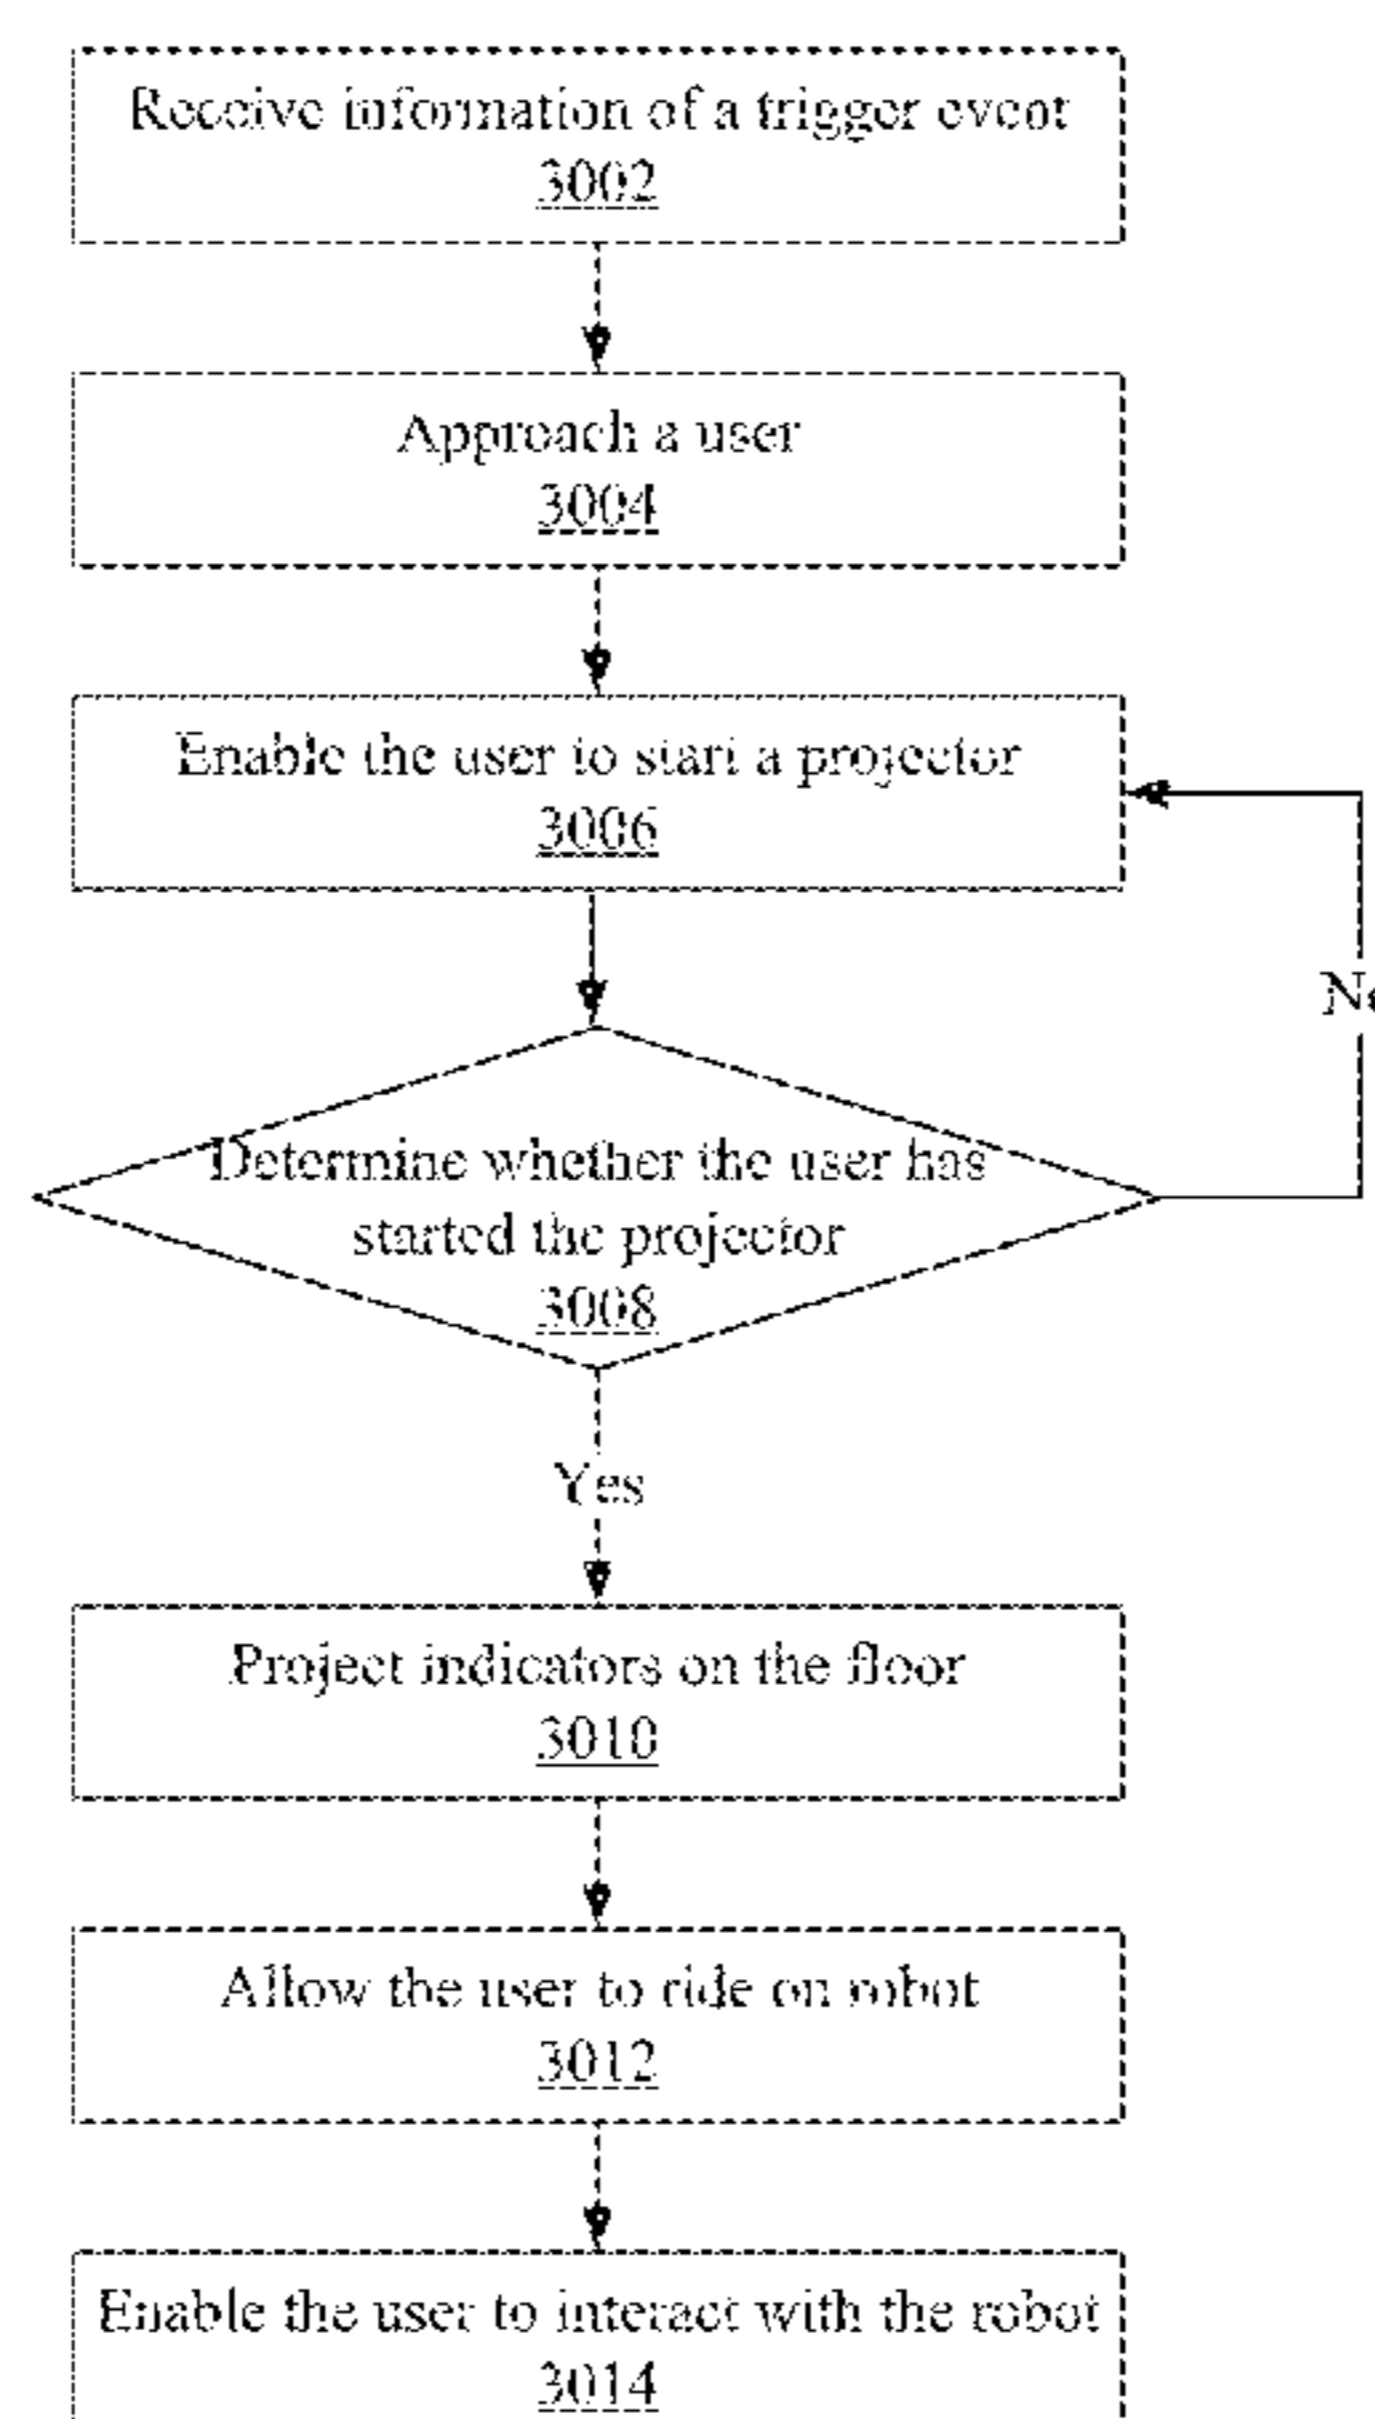 Receive information of a trigger event
3002
Approach a user
3004
Enable the user to start a projector
3006
No
Determine whether the user has
started the projector
3008
Yes
Project indicators on the floor
3010
Allow the user to ride on robot
3012
Enable the user to interact with the robot
3014